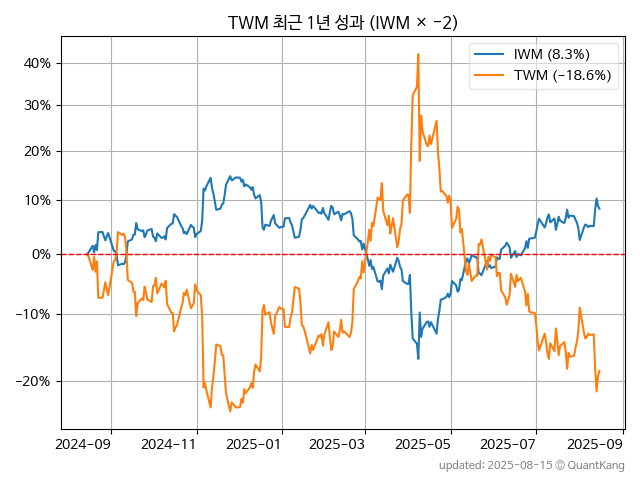 TWM 최근 1년 성과 (IWM × −2)
IWM (8.3%)
TWM (−18.6%)
40%
30%
20%
10%
0%
−10%
−20%
2024-09 2024-11 2025-01 2025-03 2025-05 2025-07 2025-09
updated: 2025-08-15 © QuantKang